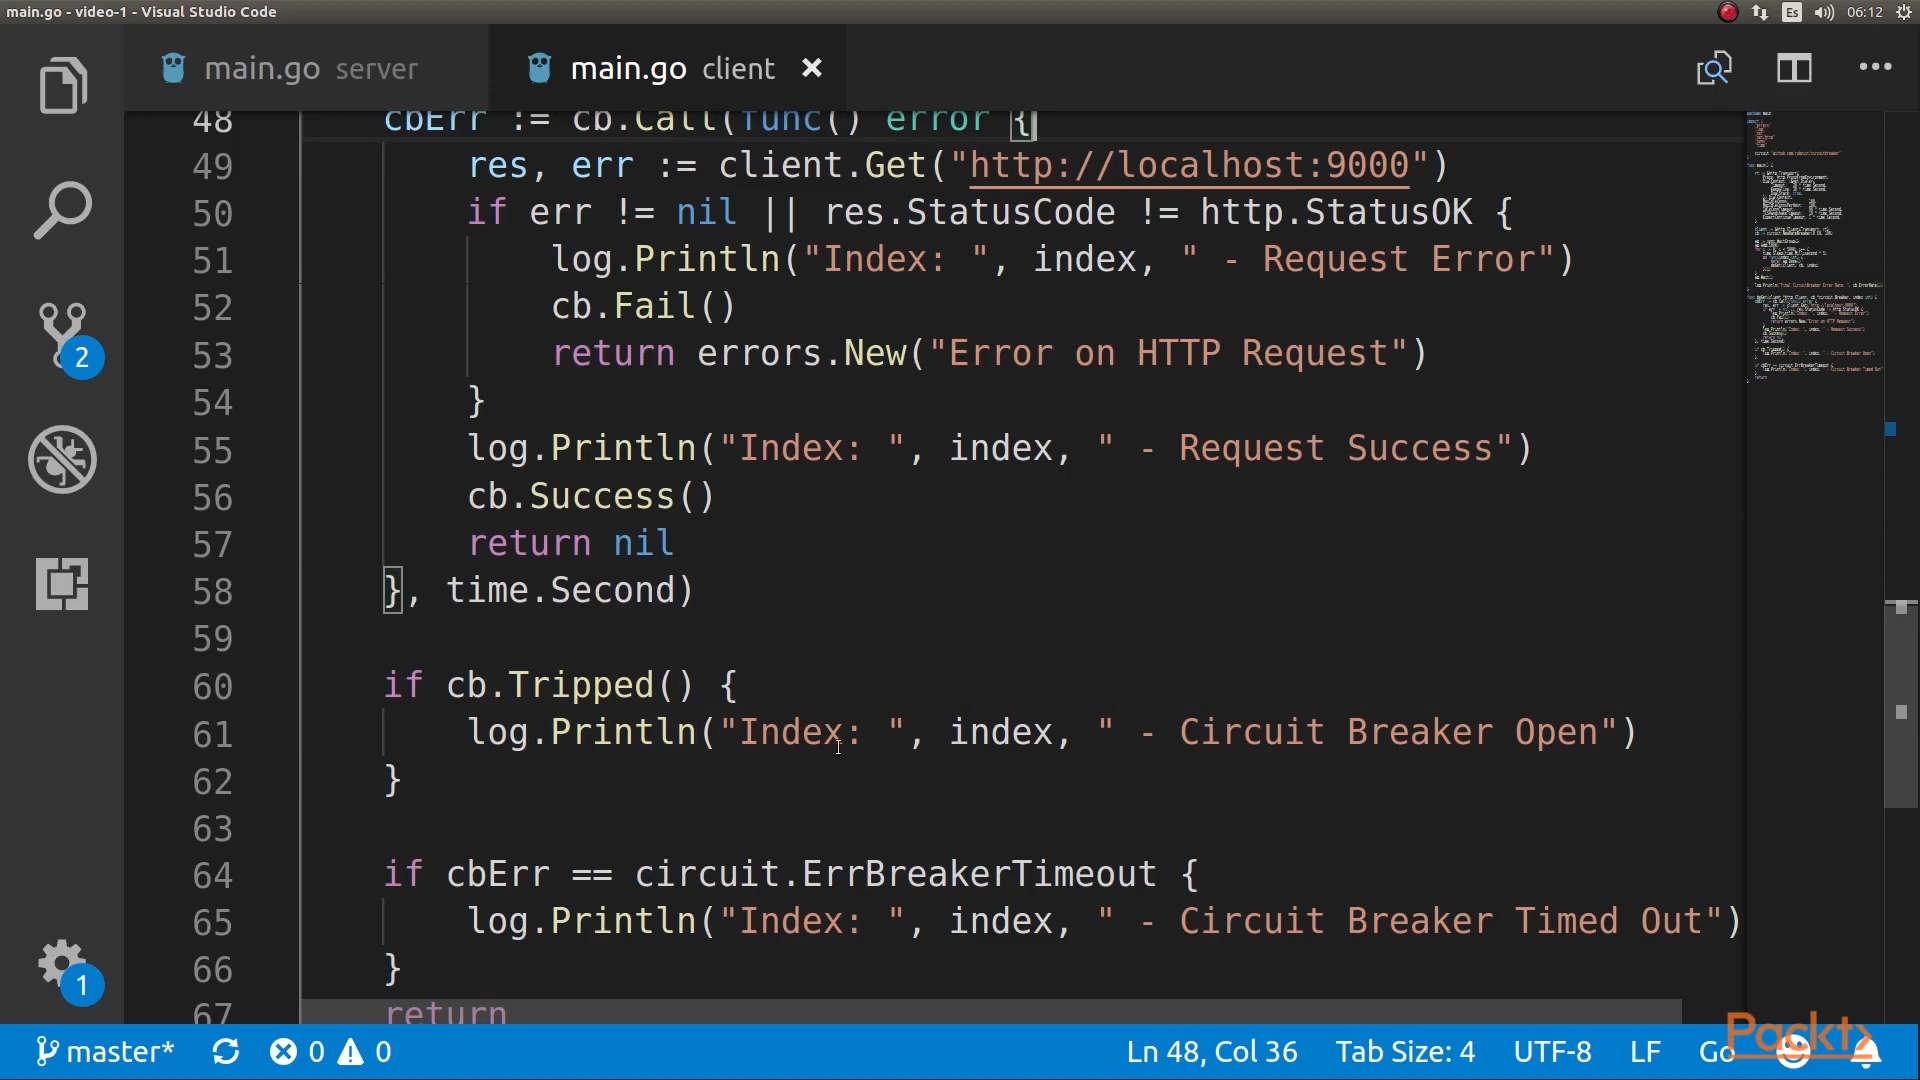 main.go - video-1 - Visual Studio Code
Es 06:12
main.go server
main.go client
48 cbErr := cb.Call(func() error {
49 res, err := client.Get("http://localhost:9000")
50 if err != nil || res.StatusCode != http.StatusOK {
51 log.Println("Index: ", index, " - Request Error")
52 cb.Fail()
53 return errors.New("Error on HTTP Request")
54 }
55 log.Println("Index: ", index, " - Request Success")
56 cb.Success()
57 return nil
58 }, time.Second)
59
60 if cb.Tripped() {
61 log.Println("Index: ", index, " - Circuit Breaker Open")
62 }
63
64 if cbErr == circuit.ErrBreakerTimeout {
65 log.Println("Index: ", index, " - Circuit Breaker Timed Out")
66 }
67 return
2
1
master* 0 0 Ln 48, Col 36 Tab Size: 4 UTF-8 LF Go
Packt